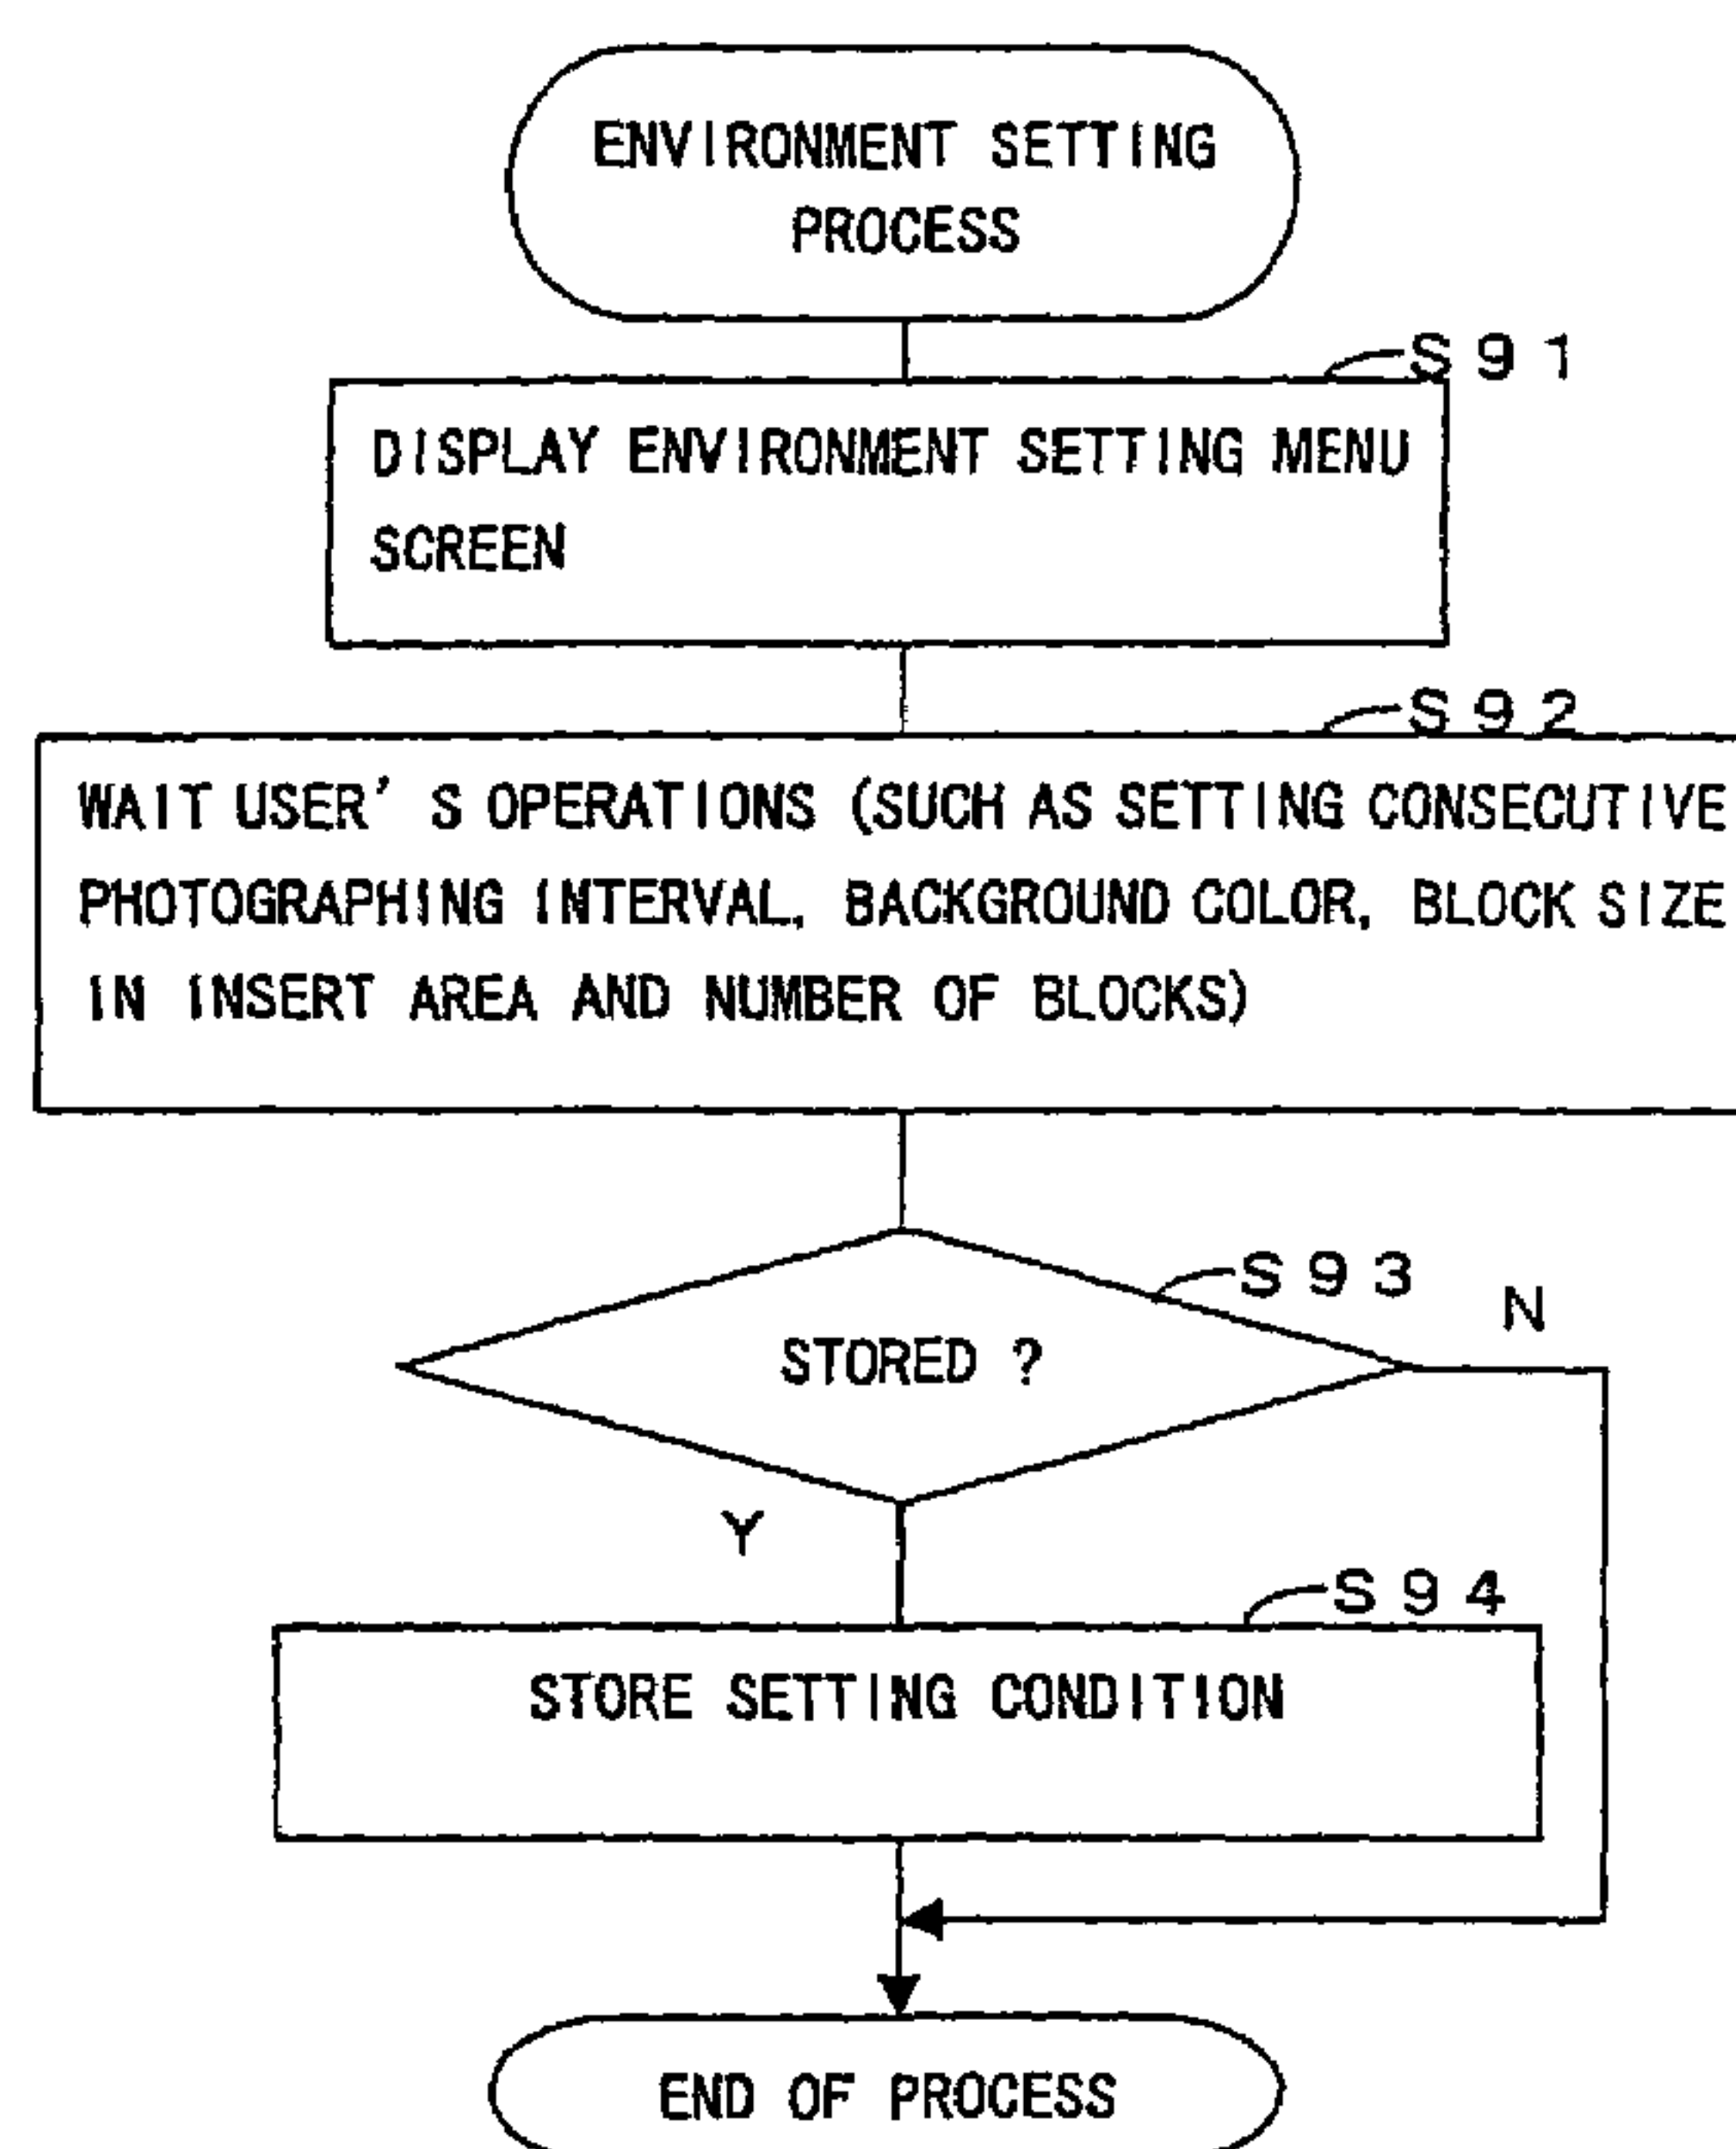 ENVIRONMENT SETTING
PROCESS
S91
DISPLAY ENVIRONMENT SETTING MENU
SCREEN
S92
WAIT USER'S OPERATIONS (SUCH AS SETTING CONSECUTIVE
PHOTOGRAPHING INTERVAL, BACKGROUND COLOR, BLOCK SIZE
IN INSERT AREA AND NUMBER OF BLOCKS)
S93
N
STORED ?
Y
S94
STORE SETTING CONDITION
END OF PROCESS